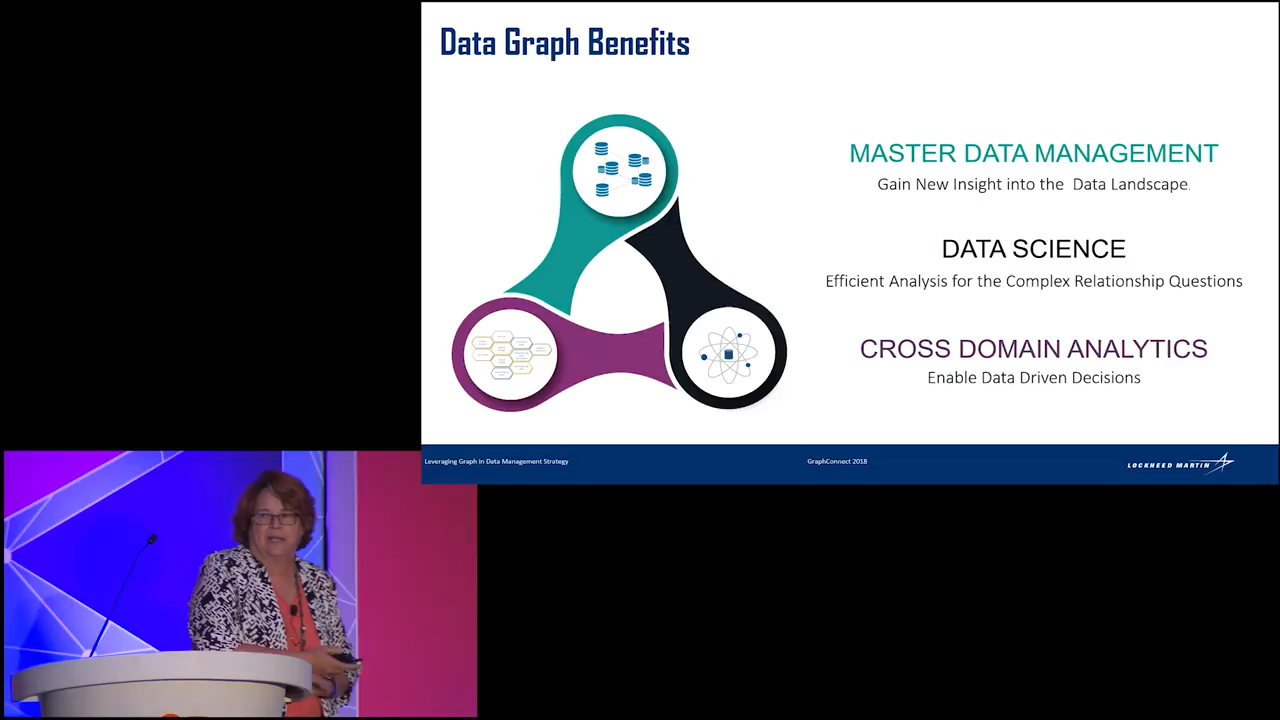 Data Graph Benefits
MASTER DATA MANAGEMENT
Gain New Insight into the Data Landscape.
DATA SCIENCE
Efficient Analysis for the Complex Relationship Questions
CROSS DOMAIN ANALYTICS
Enable Data Driven Decisions
Leveraging Graph in Data Management Strategy
GraphConnect 2018
LOCKHEED MARTIN